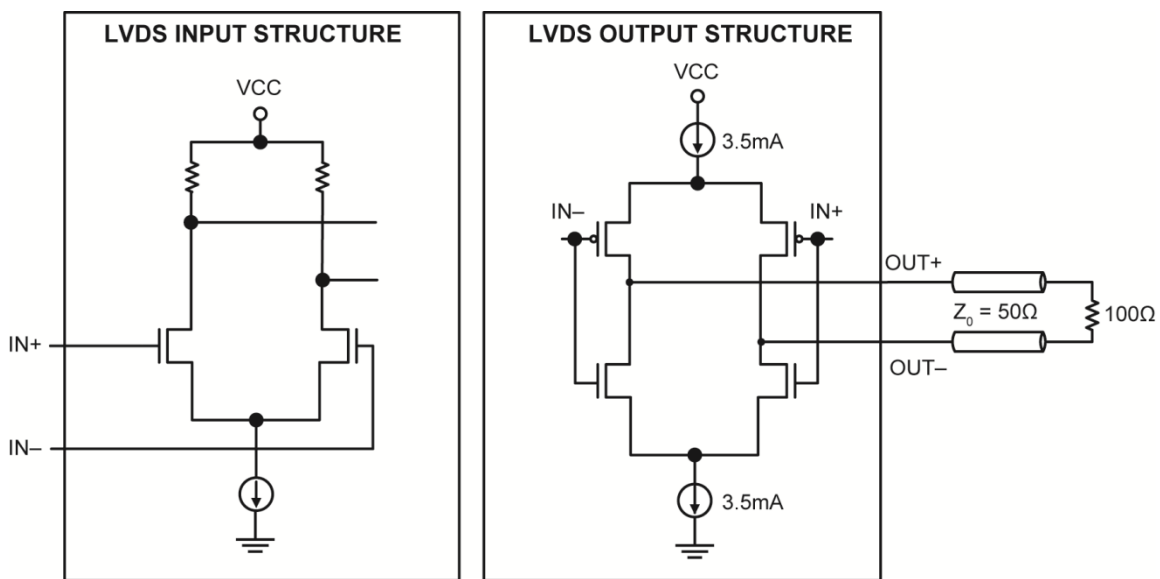 LVDS INPUT STRUCTURE
VCC
IN+
IN–
LVDS OUTPUT STRUCTURE
VCC
3.5mA
IN–
IN+
OUT+
Z0 = 50Ω
100Ω
OUT–
3.5mA